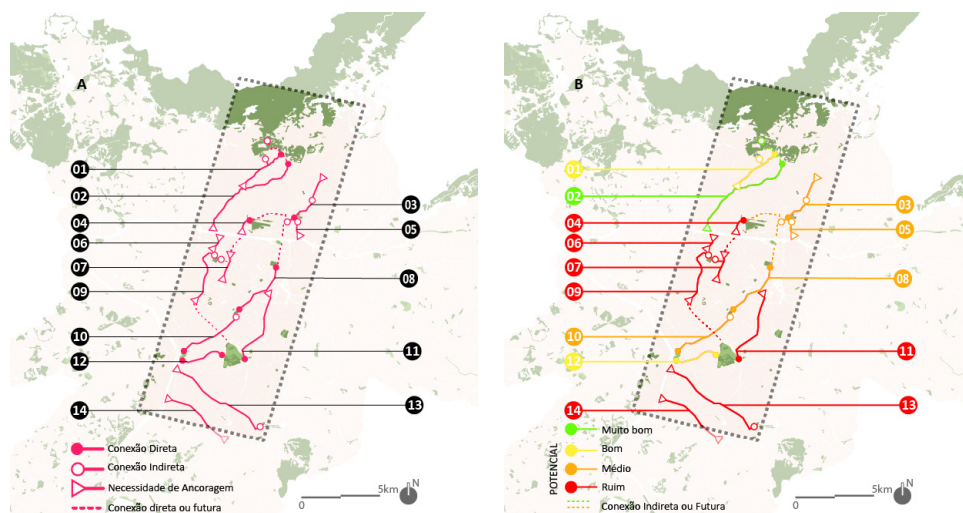 A
01
02
03
04
05
06
07
08
09
10
11
12
13
14
Conexão Direta
Conexão Indireta
Necessidade de Ancoragem
Conexão direta ou futura
0
5km
N
B
01
02
03
04
05
06
07
08
09
10
11
12
13
14
POTENCIAL
Muito bom
Bom
Médio
Ruim
Conexão Indireta ou Futura
0
5km
N